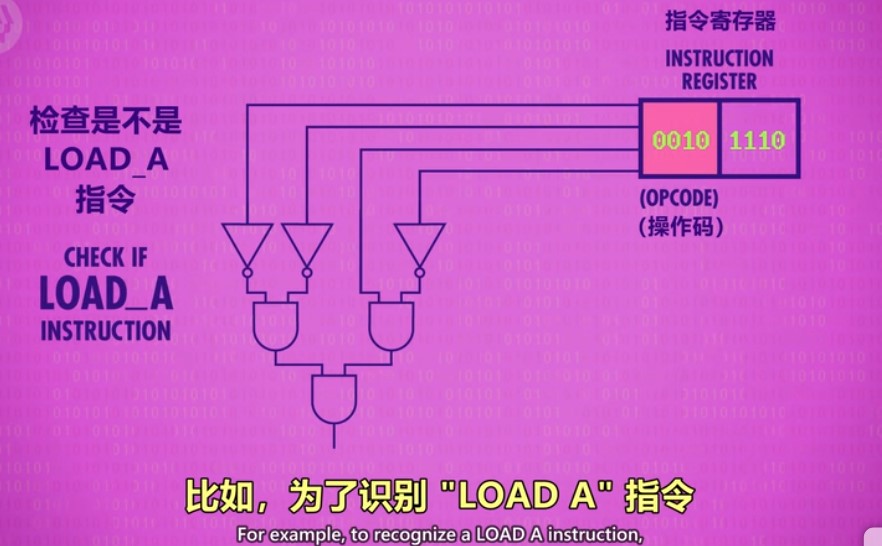 指令寄存器
INSTRUCTION
REGISTER
检查是不是
LOAD_A
指令
0010 1110
(OPCODE)
(操作码)
CHECK IF
LOAD_A
INSTRUCTION
比如，为了识别 "LOAD A" 指令
For example, to recognize a LOAD A instruction,